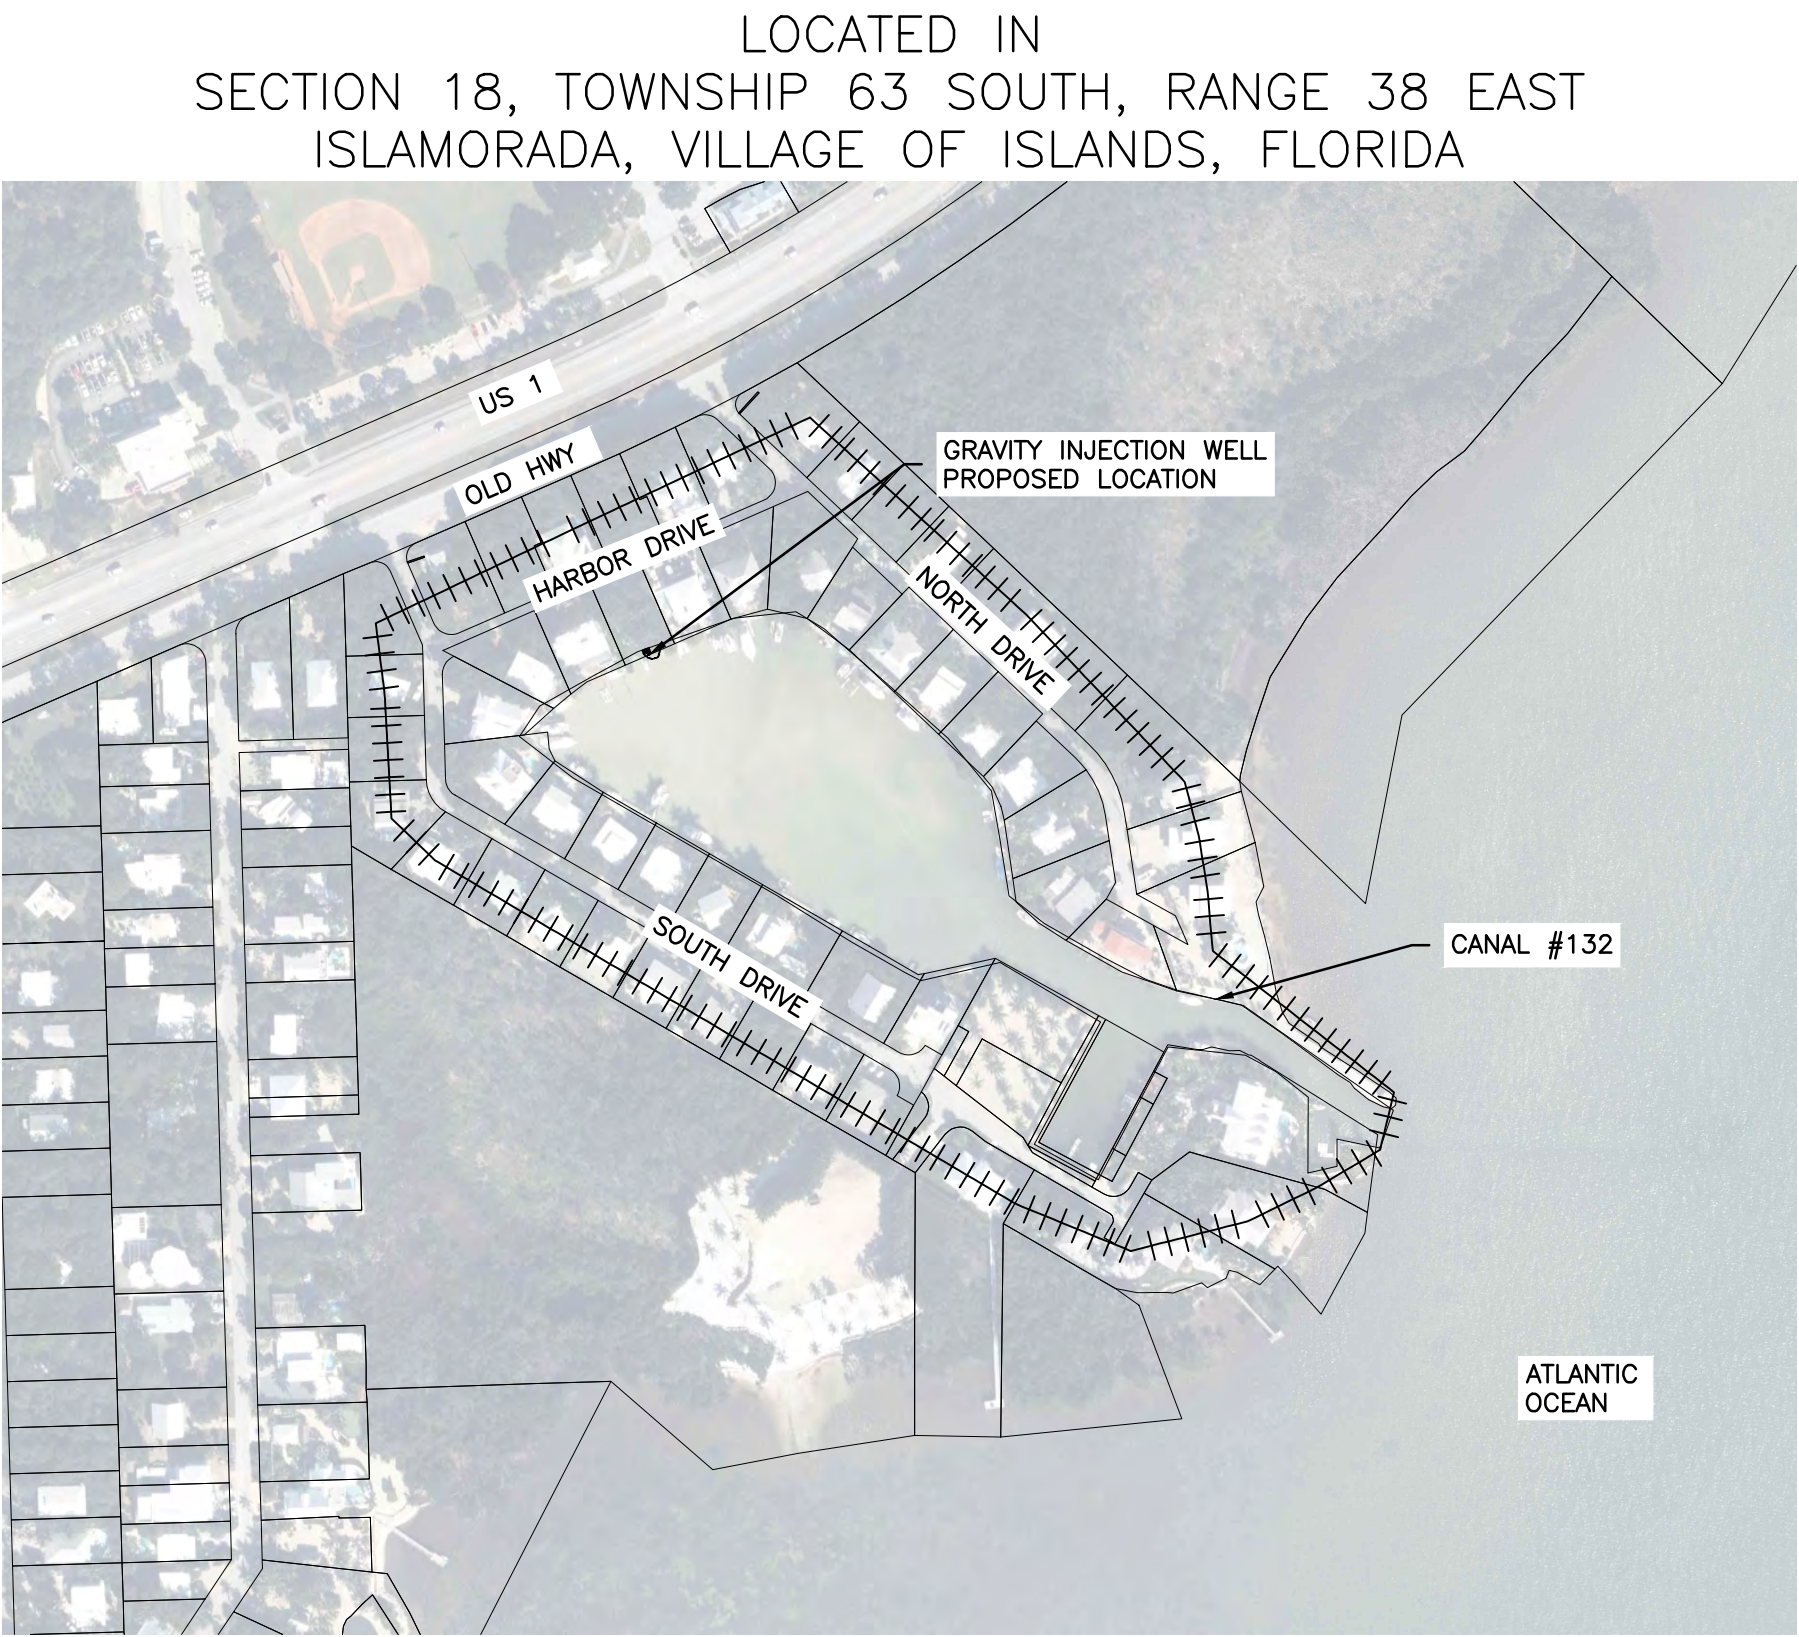 LOCATED IN
SECTION 18, TOWNSHIP 63 SOUTH, RANGE 38 EAST
ISLAMORADA, VILLAGE OF ISLANDS, FLORIDA
US 1
OLD HWY
GRAVITY INJECTION WELL
PROPOSED LOCATION
HARBOR DRIVE
NORTH DRIVE
SOUTH DRIVE
CANAL #132
ATLANTIC
OCEAN